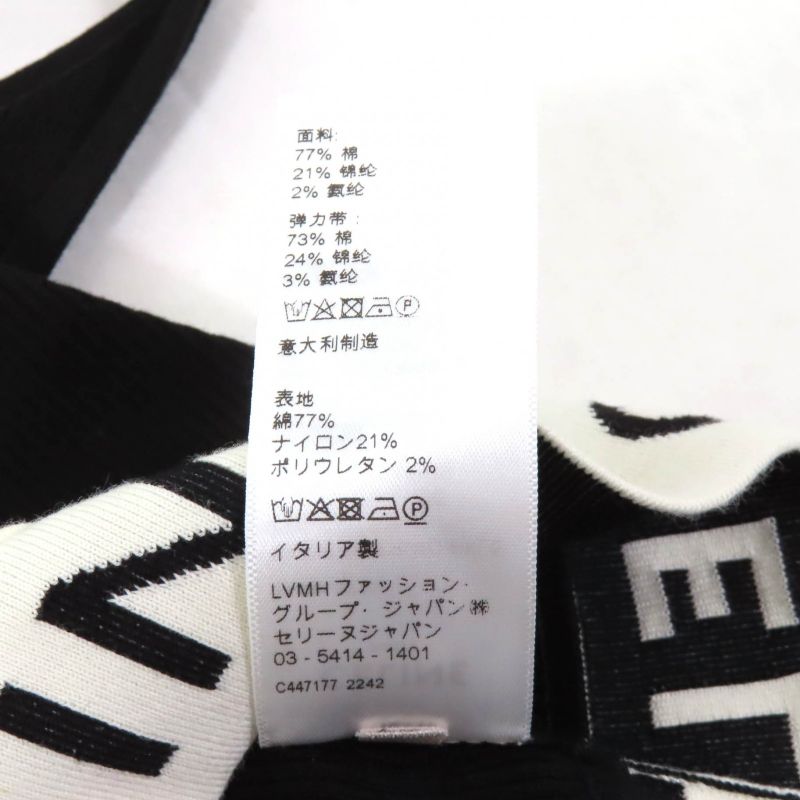 面料:
77% 棉
21% 锦纶
2% 氨纶
弹力带:
73% 棉
24% 锦纶
3% 氨纶
P
意大利制造
表地
綿77%
ナイロン21%
ポリウレタン 2%
P
イタリア製
LVMHファッション·
グループ· ジャパン㈱
セリーヌジャパン
03 - 5414 - 1401
C447177 2242